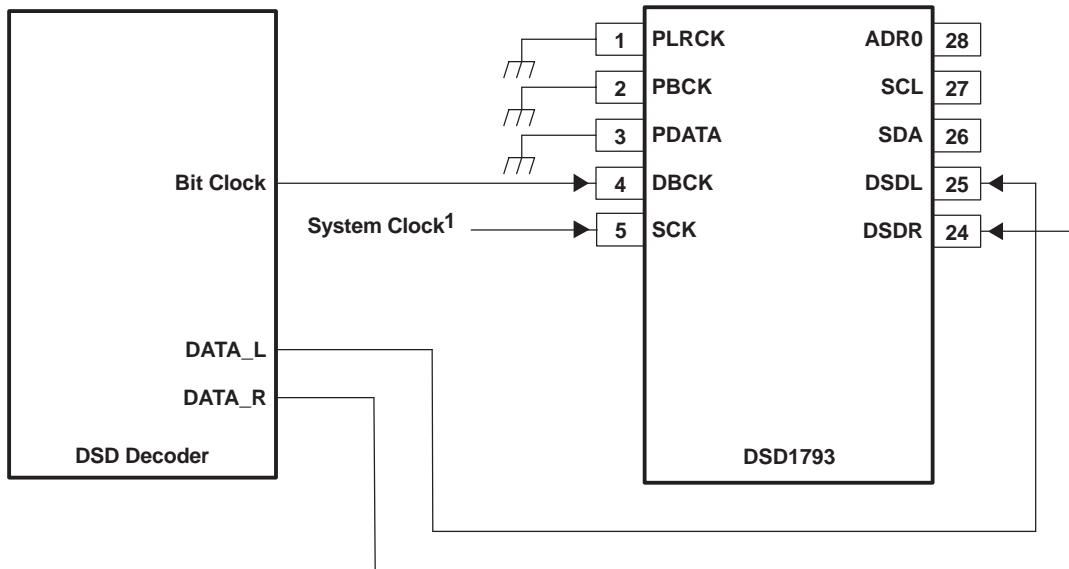 1 PLRCK ADR0 28
2 PBCK SCL 27
3 PDATA SDA 26
Bit Clock 4 DBCK DSDL 25
System Clock1 5 SCK DSDR 24
DATA_L
DATA_R
DSD Decoder DSD1793